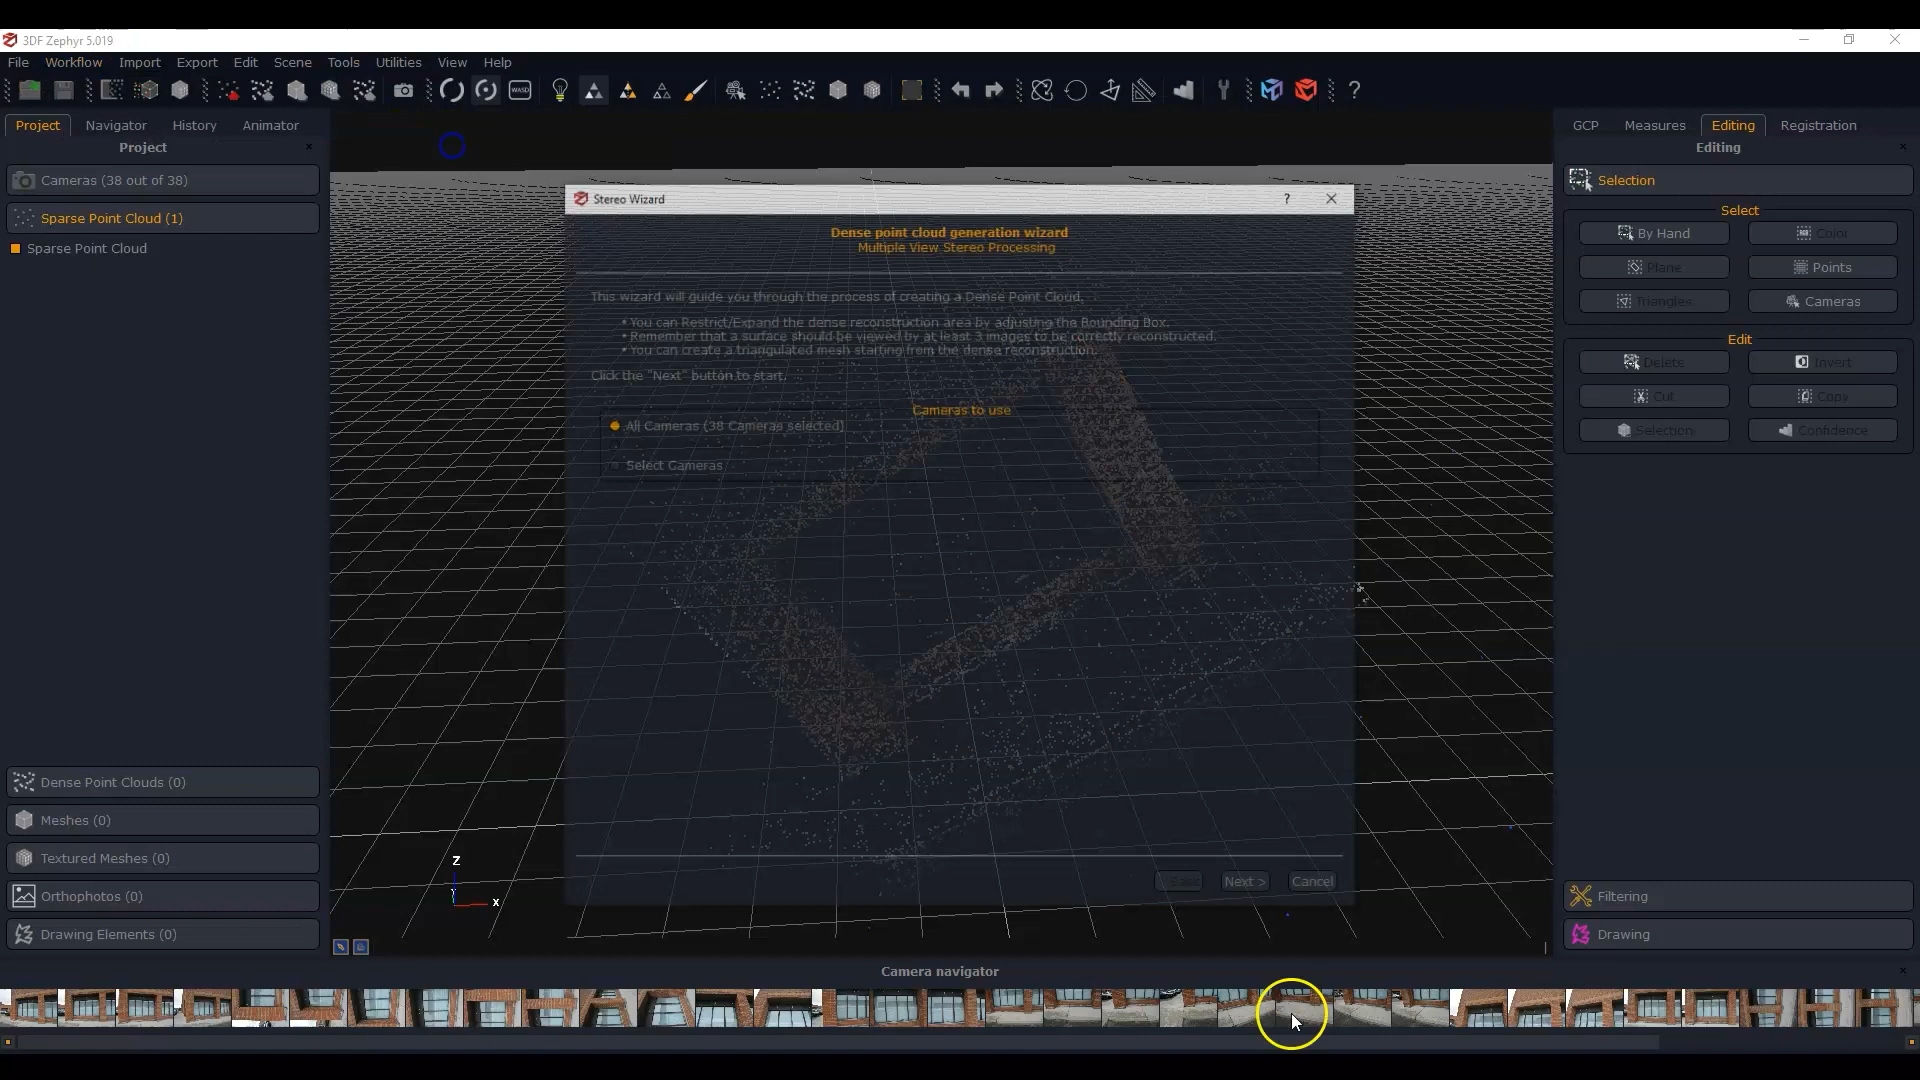 3DF Zephyr 5.019
File Workflow Import Export Edit Scene Tools Utilities View Help
WASD
Project Navigator History Animator
Project
Cameras (38 out of 38)
Sparse Point Cloud (1)
Sparse Point Cloud
Dense Point Clouds (0)
Meshes (0)
Textured Meshes (0)
Orthophotos (0)
Drawing Elements (0)
Stereo Wizard
Dense point cloud generation wizard
Multiple View Stereo Processing
This wizard will guide you through the process of creating a Dense Point Cloud.
• You can Restrict/Expand the dense reconstruction area by adjusting the Bounding Box.
• Remember that a surface should be viewed by at least 3 images to be correctly reconstructed.
• You can create a triangulated mesh starting from the dense reconstruction.
Click the "Next" button to start.
Cameras to use
All Cameras (38 Cameras selected)
Select Cameras
Next > Cancel
Z
Y
X
GCP Measures Editing Registration
Editing
Selection
Select
By Hand Color
Plane Points
Triangles Cameras
Edit
Delete Invert
Cut Copy
Selection Confidence
Filtering
Drawing
Camera navigator